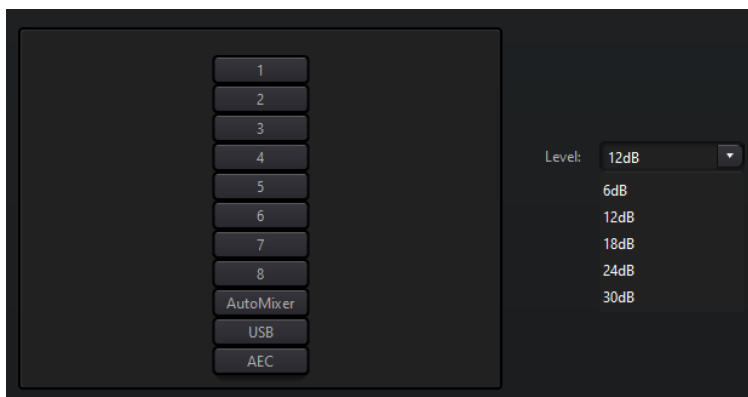 1
2
3
4
5
6
7
8
AutoMixer
USB
AEC
Level: 12dB
6dB
12dB
18dB
24dB
30dB